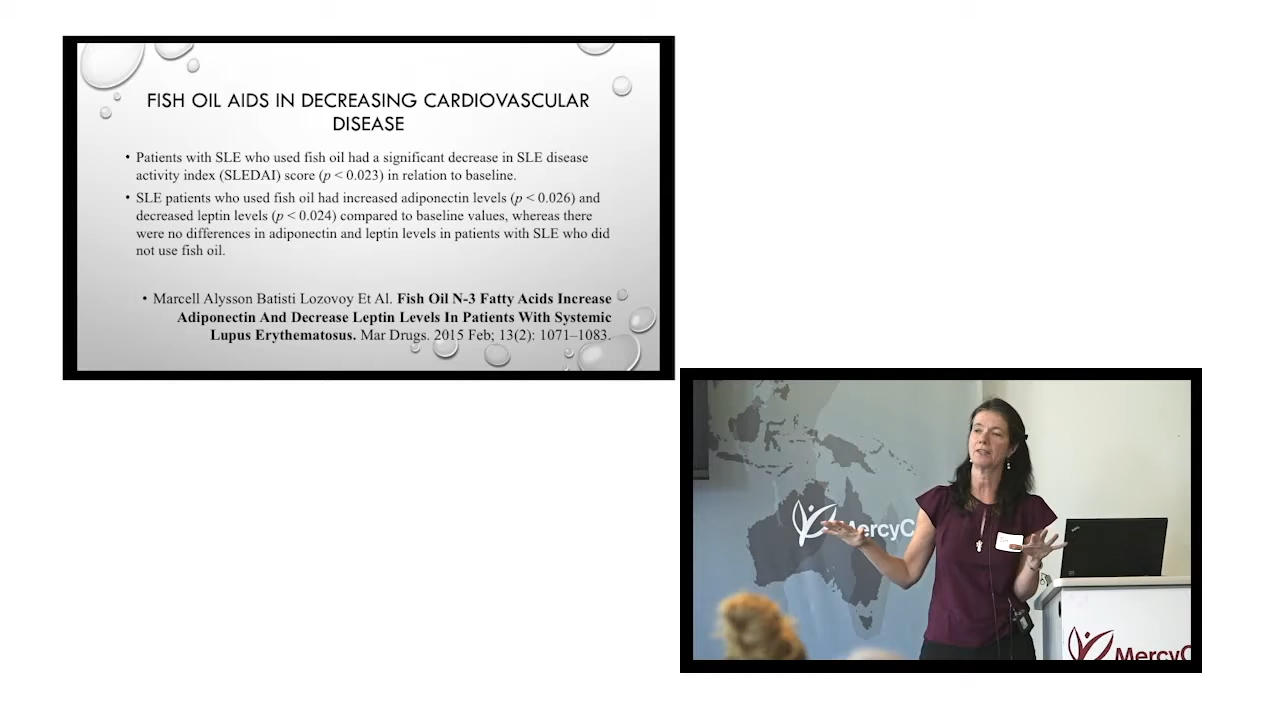 FISH OIL AIDS IN DECREASING CARDIOVASCULAR
DISEASE
• Patients with SLE who used fish oil had a significant decrease in SLE disease
activity index (SLEDAI) score (p < 0.023) in relation to baseline.
• SLE patients who used fish oil had increased adiponectin levels (p < 0.026) and
decreased leptin levels (p < 0.024) compared to baseline values, whereas there
were no differences in adiponectin and leptin levels in patients with SLE who did
not use fish oil.
• Marcell Alysson Batisti Lozovoy Et Al. Fish Oil N-3 Fatty Acids Increase
Adiponectin And Decrease Leptin Levels In Patients With Systemic
Lupus Erythematosus. Mar Drugs. 2015 Feb; 13(2): 1071–1083.
MercyC
MercyC